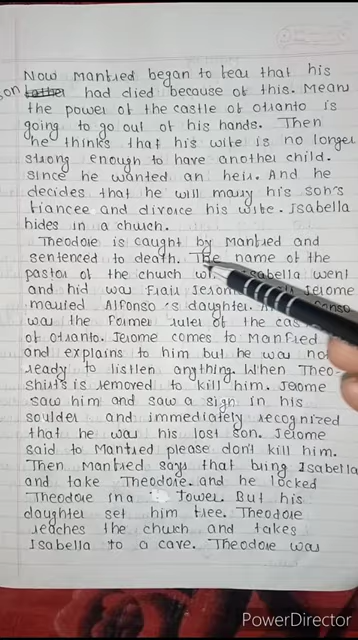 Now Manfred began to fear that his
son had died because of this. Means
the power of the castle of otranto is
going to go out of his hands. Then
he thinks that his wife is no longer
strong enough to have another child.
since he wanted an heir. And he
decides that he will marry his son's
fiancee and divorce his wife. Isabella
hides in a church.
Theodore is caught by Manfred and
sentenced to death. The name of the
pastor of the church Isabella went
and hid was Friar Jerome. Jerome
married Alfonso's daughter.
was the former ruler of the
of otranto. Jerome comes to Manfred
and explains to him but he was not
ready to listlen anything. When Theo-
shirt is removed to kill him. Jerome
saw him and saw a sign in his
soulder and immediately recognized
that he was his lost son. Jerome
said to Manfred please don't kill him.
Then Manfred says that bring Isabella
and take Theodore. and he locked
Theodore in a Tower. But his
daughter set him free. Theodore
reaches the church and takes
Isabella to a cave. Theodore was
PowerDirector